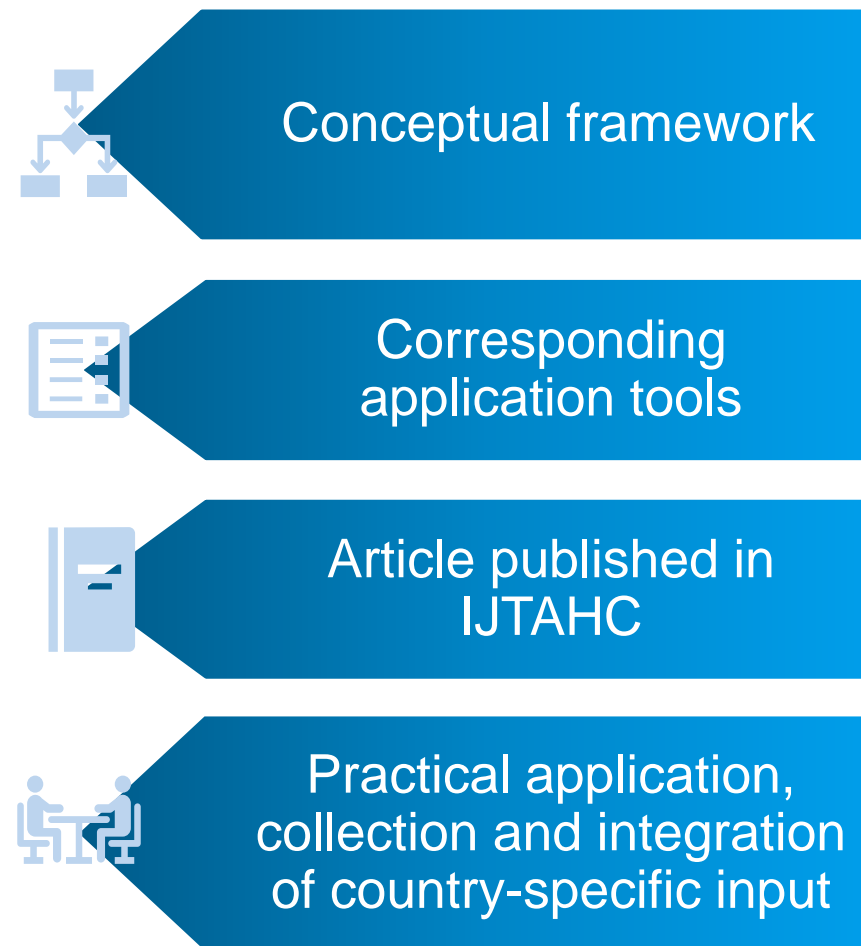 Conceptual framework
Corresponding
application tools
Article published in
IJTAHC
Practical application,
collection and integration
of country-specific input